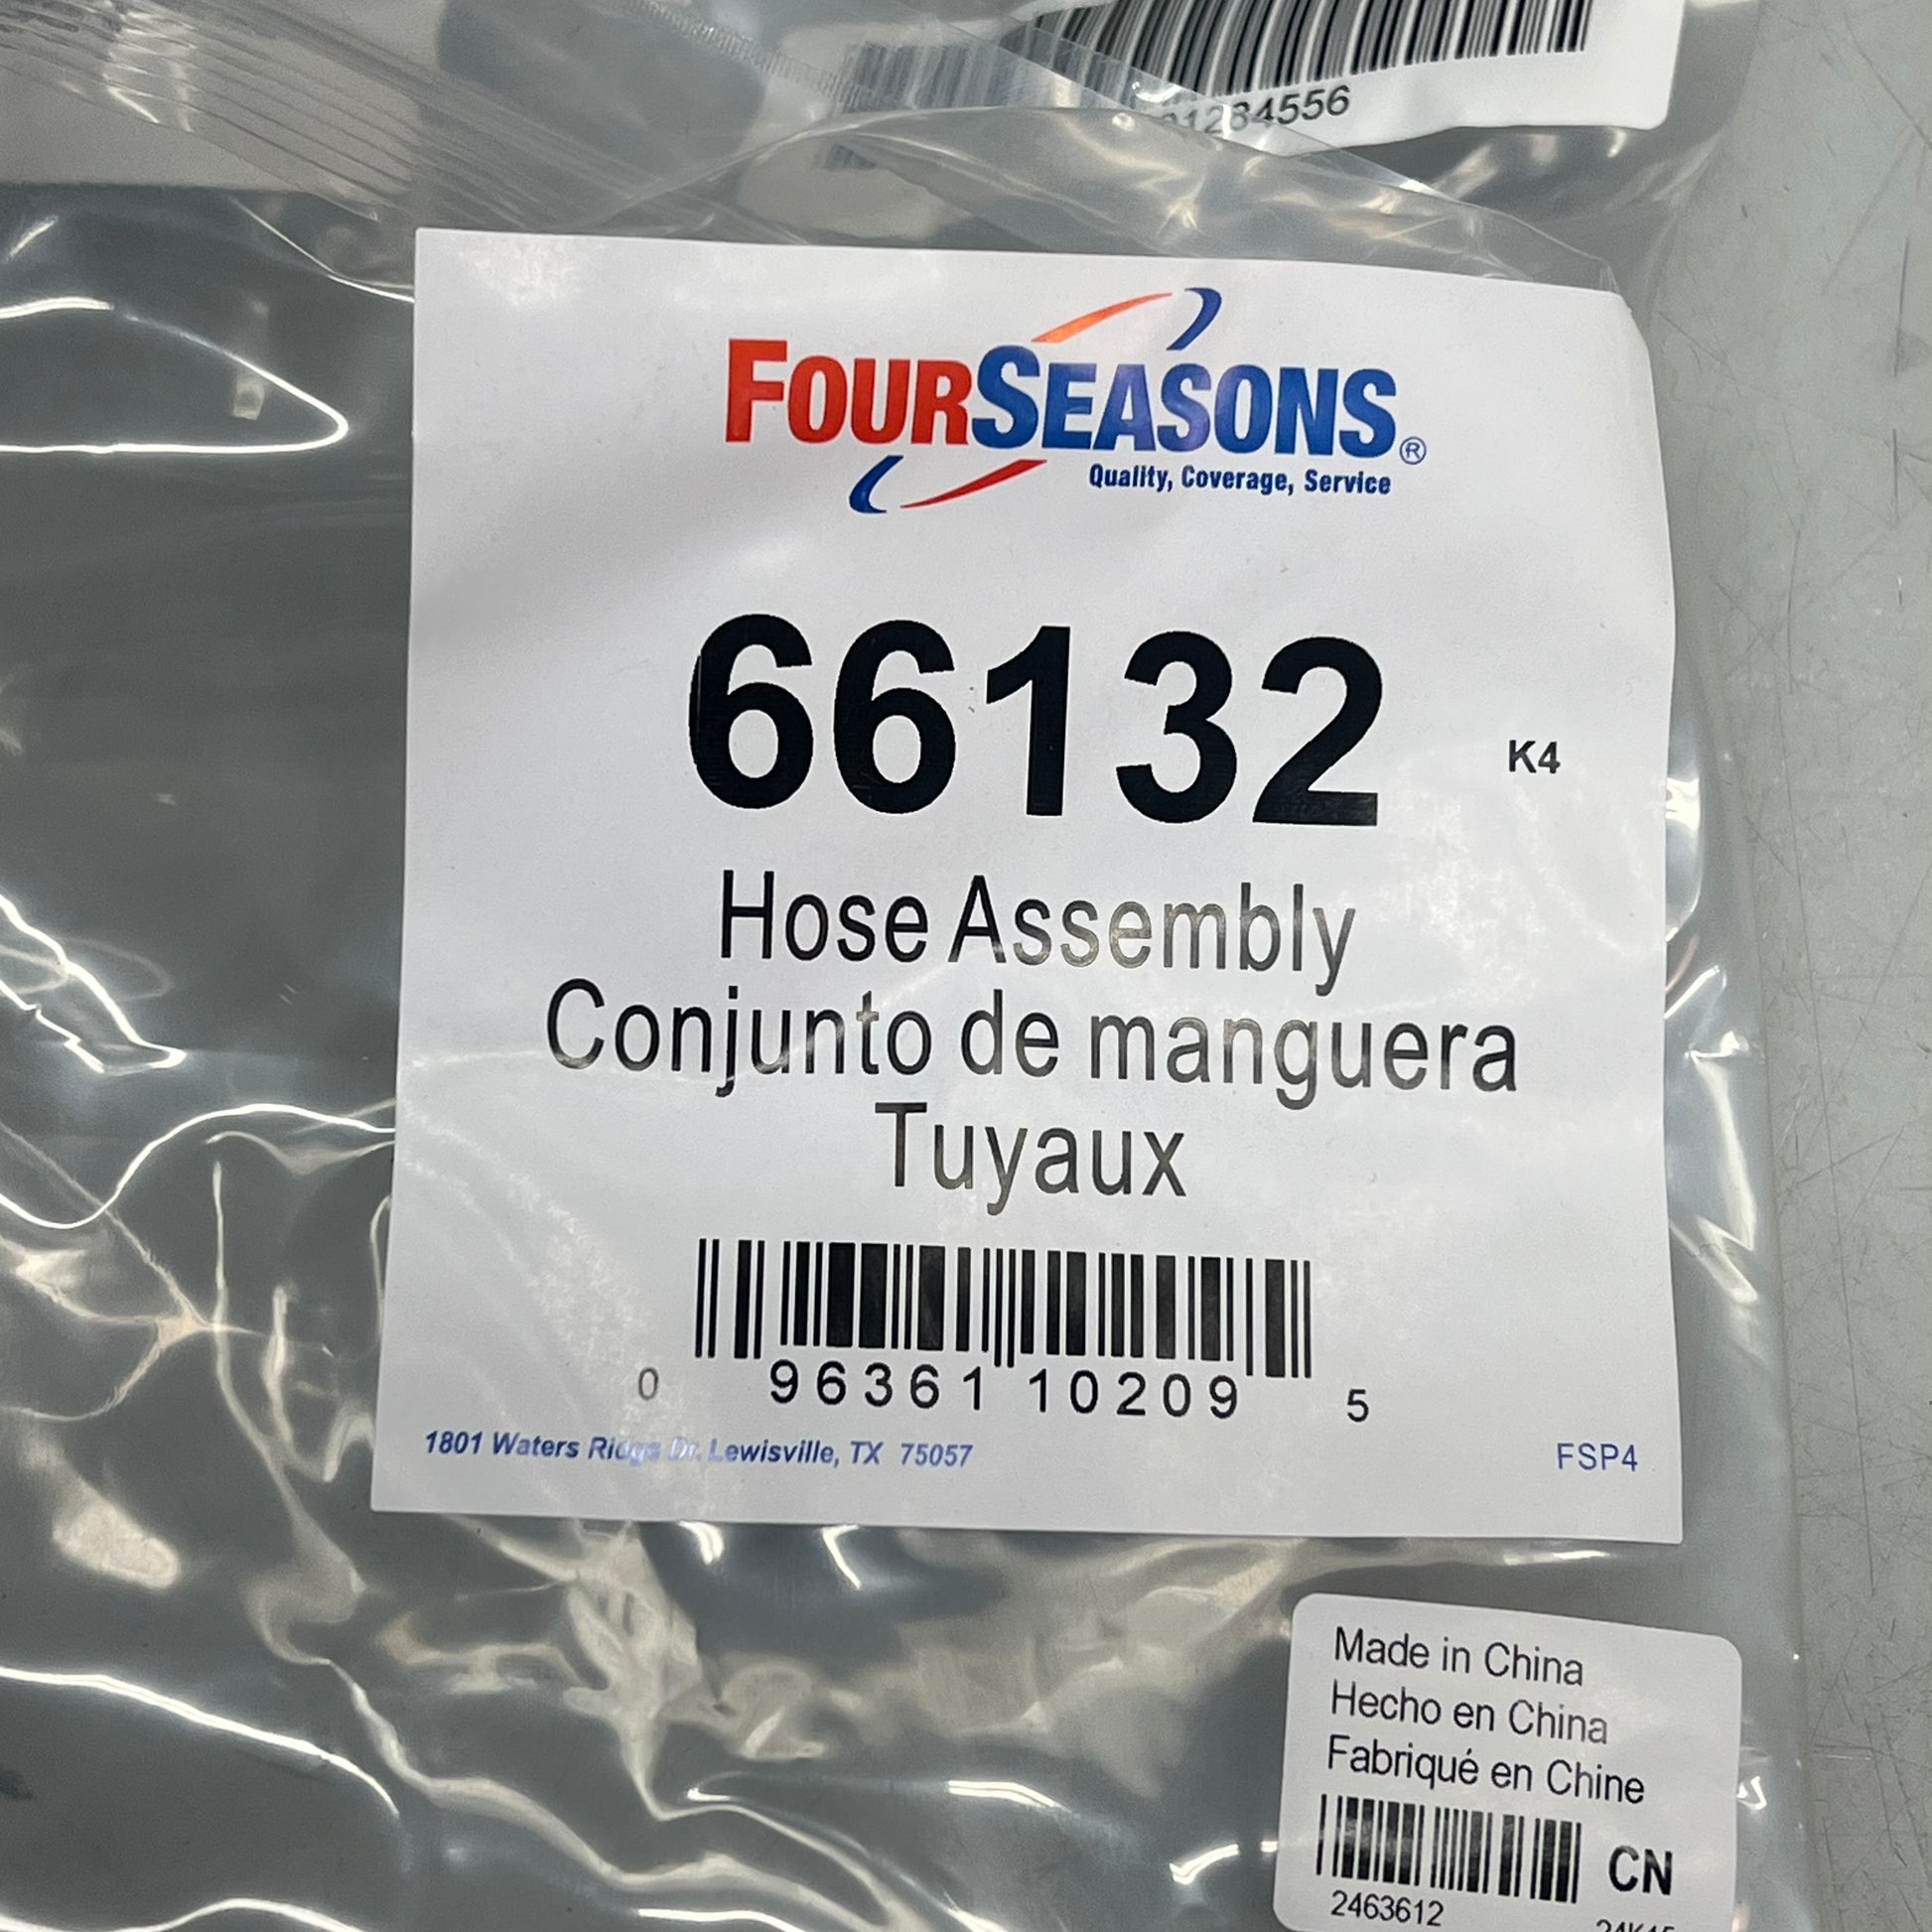 1284556
FOURSEASONS®
Quality, Coverage, Service
66132
K4
Hose Assembly
Conjunto de manguera
Tuyaux
0 96361 10209 5
1801 Waters Ridge Dr. Lewisville, TX 75057
FSP4
Made in China
Hecho en China
Fabriqué en Chine
CN
2463612